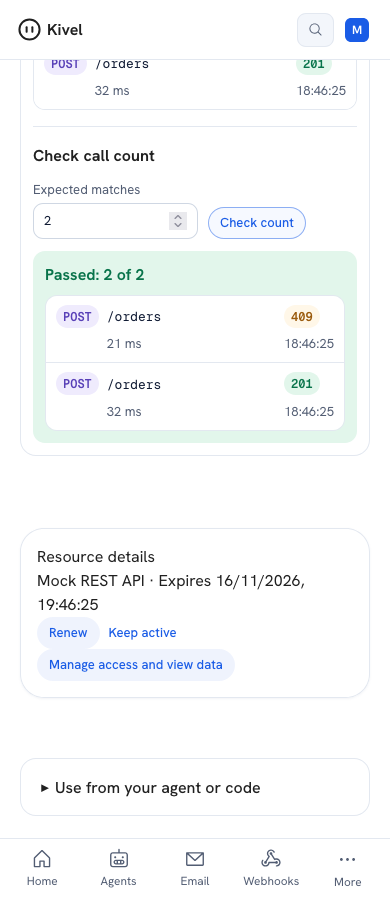 Kivel
M
POST /orders 201
32 ms 18:46:25
Check call count
Expected matches
2 Check count
Passed: 2 of 2
POST /orders 409
21 ms 18:46:25
POST /orders 201
32 ms 18:46:25
Resource details
Mock REST API · Expires 16/11/2026,
19:46:25
Renew Keep active
Manage access and view data
▸ Use from your agent or code
Home Agents Email Webhooks More